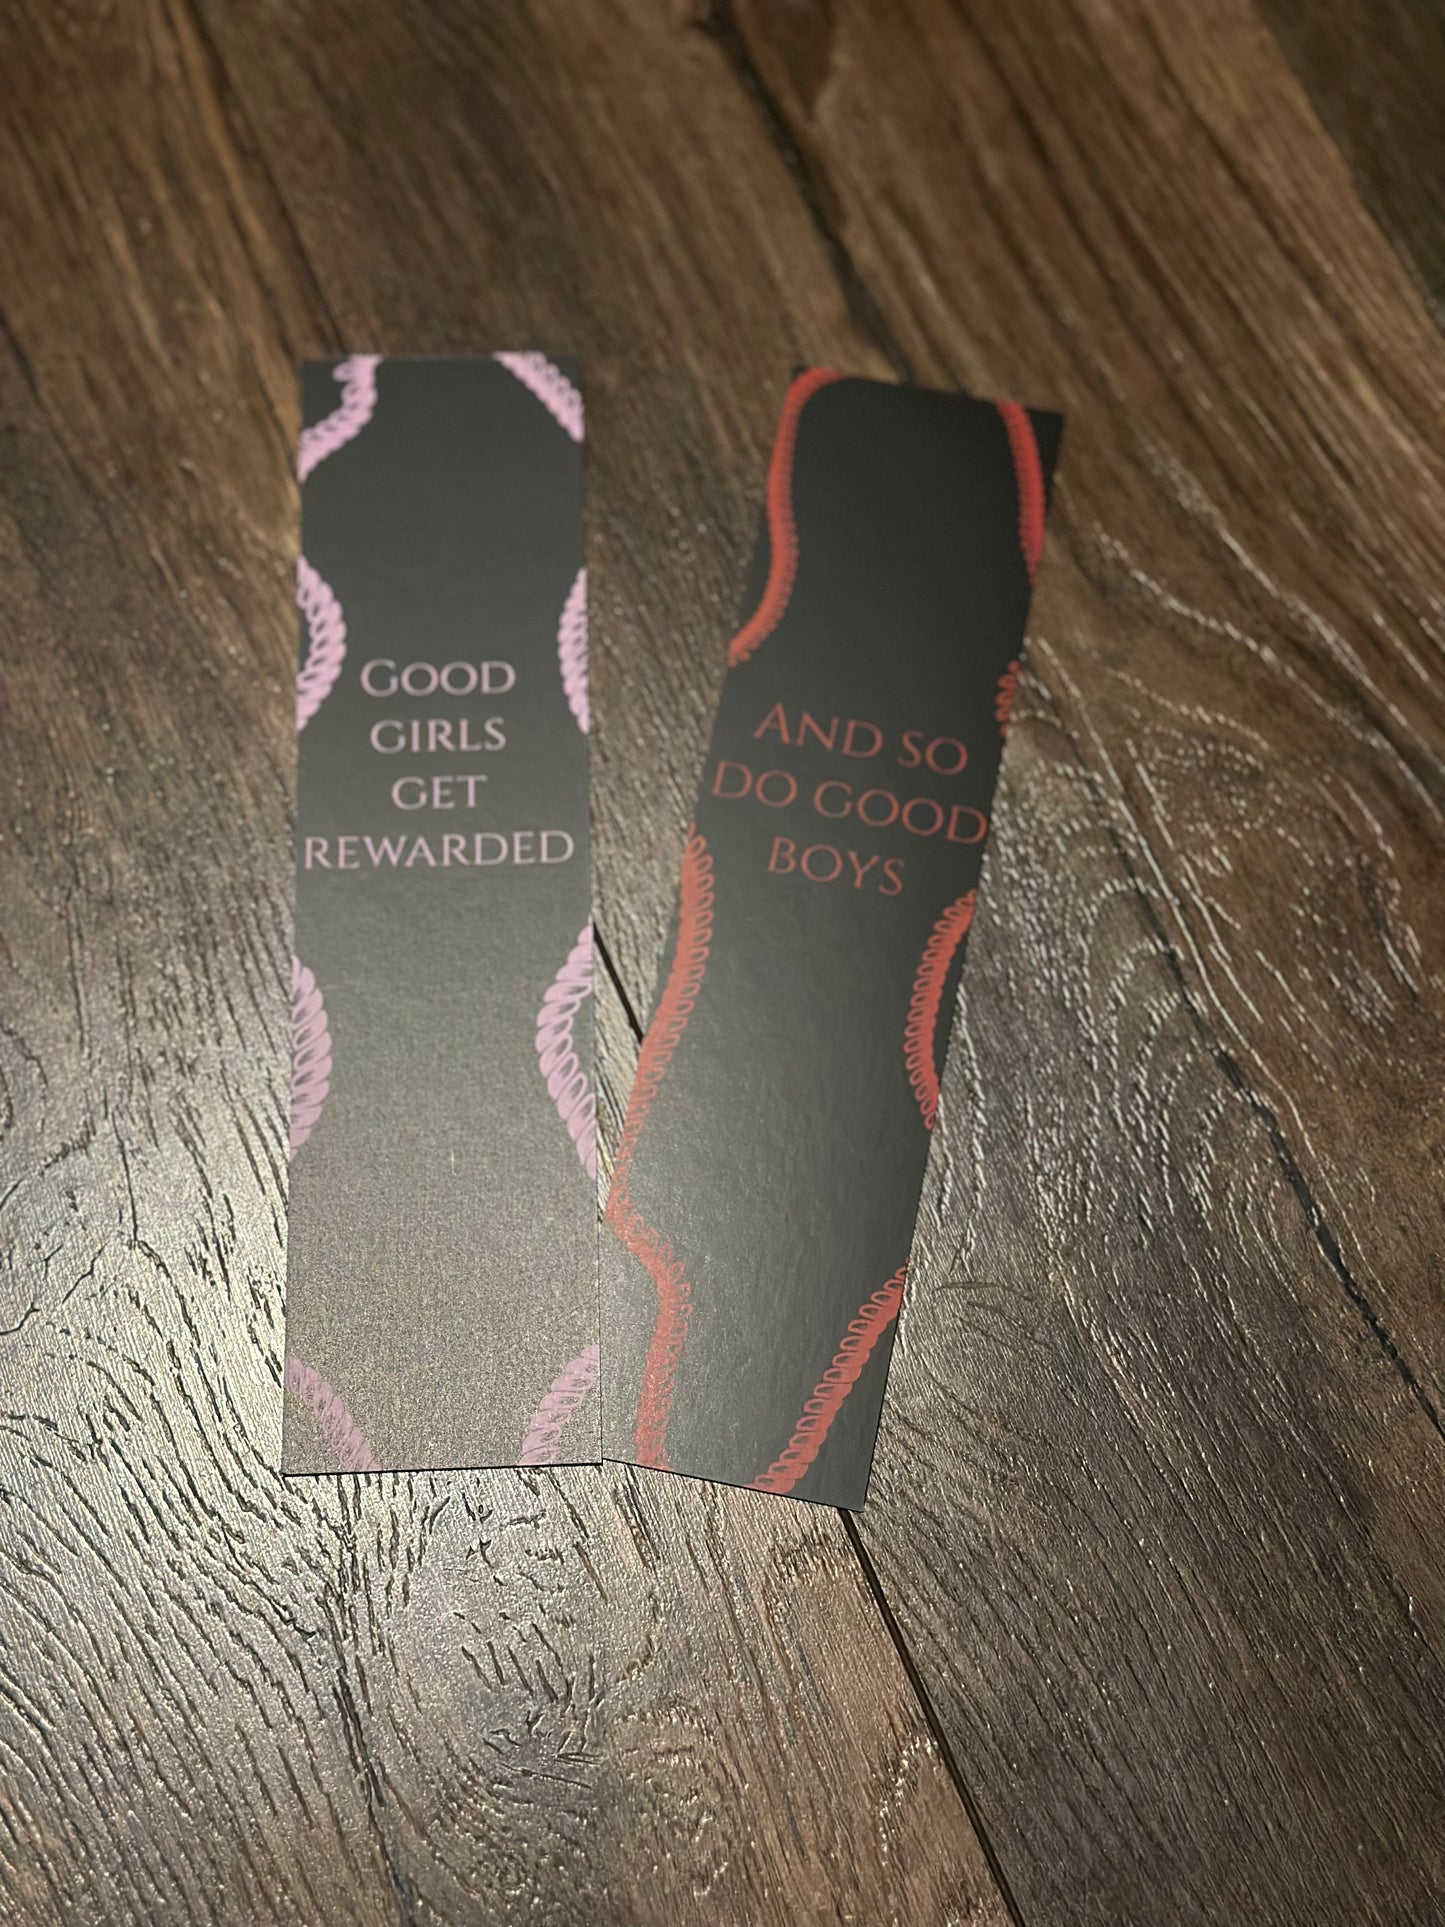 GOOD
GIRLS
GET
REWARDED
AND SO
DO GOOD
BOYS